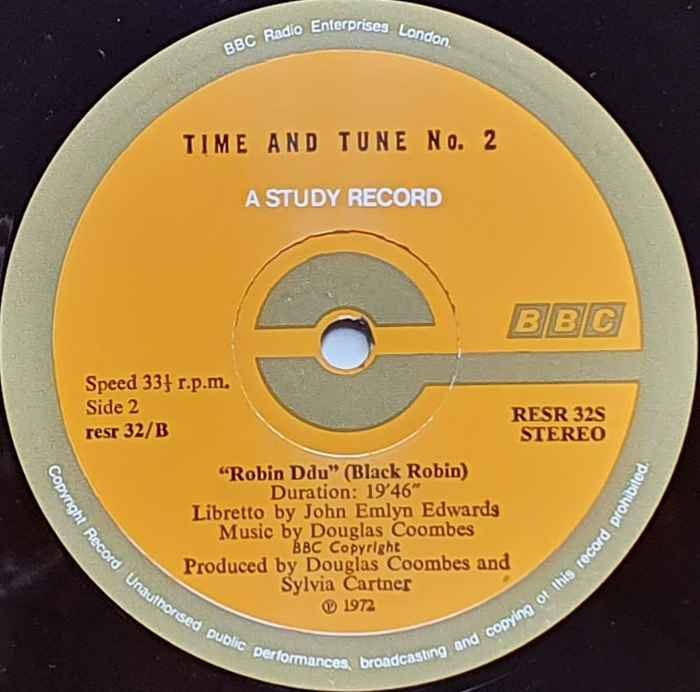 BBC Radio Enterprises London.
TIME AND TUNE No. 2
A STUDY RECORD
BBC
Speed 33⅓ r.p.m.
Side 2
resr 32/B
RESR 32S
STEREO
“Robin Ddu” (Black Robin)
Duration: 19′46″
Libretto by John Emlyn Edwards
Music by Douglas Coombes
BBC Copyright
Produced by Douglas Coombes and
Sylvia Cartner
℗ 1972
Copyright Record Unauthorised public performances, broadcasting and copying of this record prohibited.